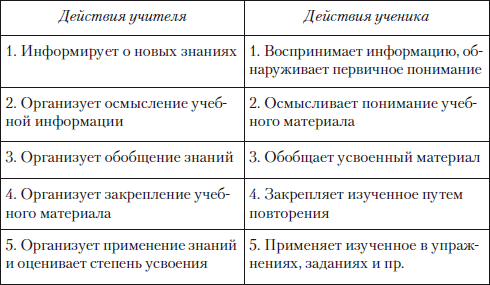 Действия учителя
Действия ученика
1. Информирует о новых знаниях
1. Воспринимает информацию, об-
наруживает первичное понимание
2. Организует осмысление учеб-
ной информации
2. Осмысливает понимание учеб-
ного материала
3. Организует обобщение знаний
3. Обобщает усвоенный материал
4. Организует закрепление учеб-
ного материала
4. Закрепляет изученное путем
повторения
5. Организует применение знаний
и оценивает степень усвоения
5. Применяет изученное в упраж-
нениях, заданиях и пр.